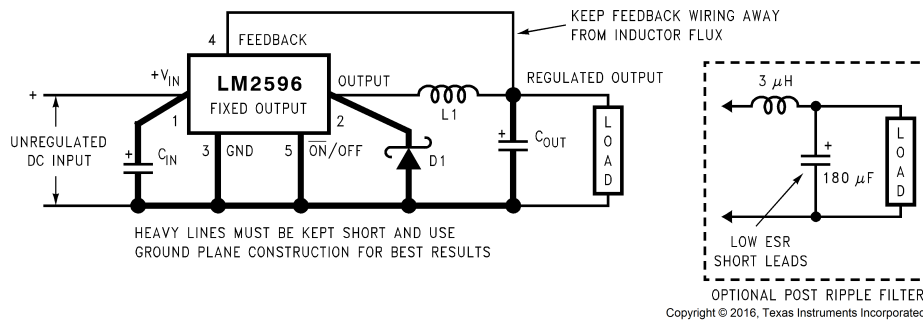 KEEP FEEDBACK WIRING AWAY
FROM INDUCTOR FLUX
4 FEEDBACK
+VIN
LM2596
FIXED OUTPUT
OUTPUT
REGULATED OUTPUT
+
1
2
L1
UNREGULATED
DC INPUT
+
CIN
3 GND
5 ON/OFF
D1
+
COUT
LOAD
HEAVY LINES MUST BE KEPT SHORT AND USE
GROUND PLANE CONSTRUCTION FOR BEST RESULTS
3 μH
+
180 μF
LOAD
LOW ESR
SHORT LEADS
OPTIONAL POST RIPPLE FILTER
Copyright © 2016, Texas Instruments Incorporated